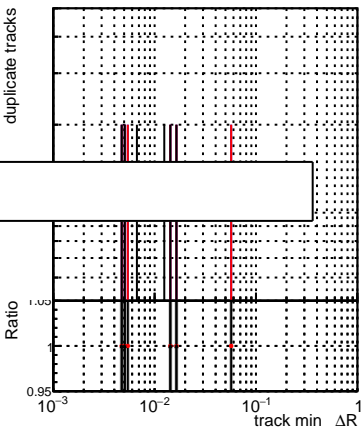 duplicate tracks
Ratio
1.05
1
0.95
10⁻³ 10⁻² 10⁻¹ 1
track min ΔR